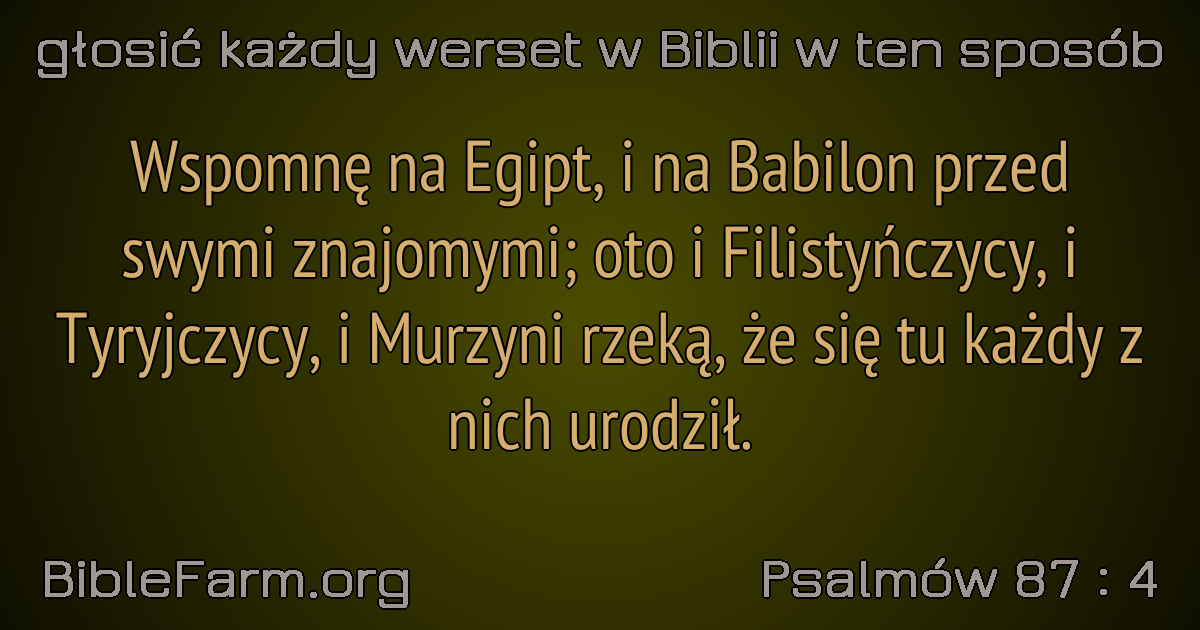 głosić każdy werset w Biblii w ten sposób
Wspomnę na Egipt, i na Babilon przed
swymi znajomymi; oto i Filistyńczycy, i
Tyryjczycy, i Murzyni rzeką, że się tu każdy z
nich urodził.
BibleFarm.org
Psalmów 87 : 4